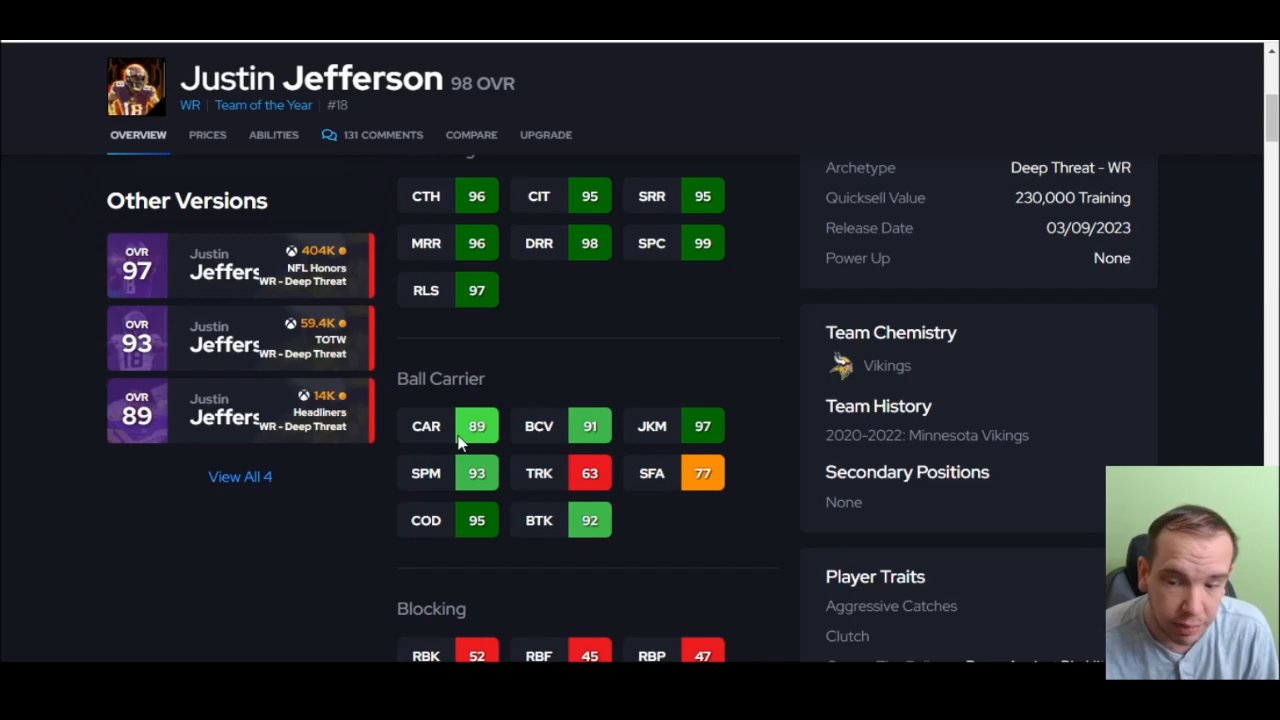 Justin Jefferson 98 OVR
WR | Team of the Year | #18
OVERVIEW PRICES ABILITIES 131 COMMENTS COMPARE UPGRADE
Other Versions
OVR 97 Justin Jeffers 404K NFL Honors WR - Deep Threat
OVR 93 Justin Jeffers 59.4K TOTW WR - Deep Threat
OVR 89 Justin Jeffers 14K Headliners WR - Deep Threat
View All 4
CTH 96 CIT 95 SRR 95
MRR 96 DRR 98 SPC 99
RLS 97
Ball Carrier
CAR 89 BCV 91 JKM 97
SPM 93 TRK 63 SFA 77
COD 95 BTK 92
Blocking
RBK 52 RBF 45 RBP 47
Archetype Deep Threat - WR
Quicksell Value 230,000 Training
Release Date 03/09/2023
Power Up None
Team Chemistry
Vikings
Team History
2020-2022: Minnesota Vikings
Secondary Positions
None
Player Traits
Aggressive Catches
Clutch